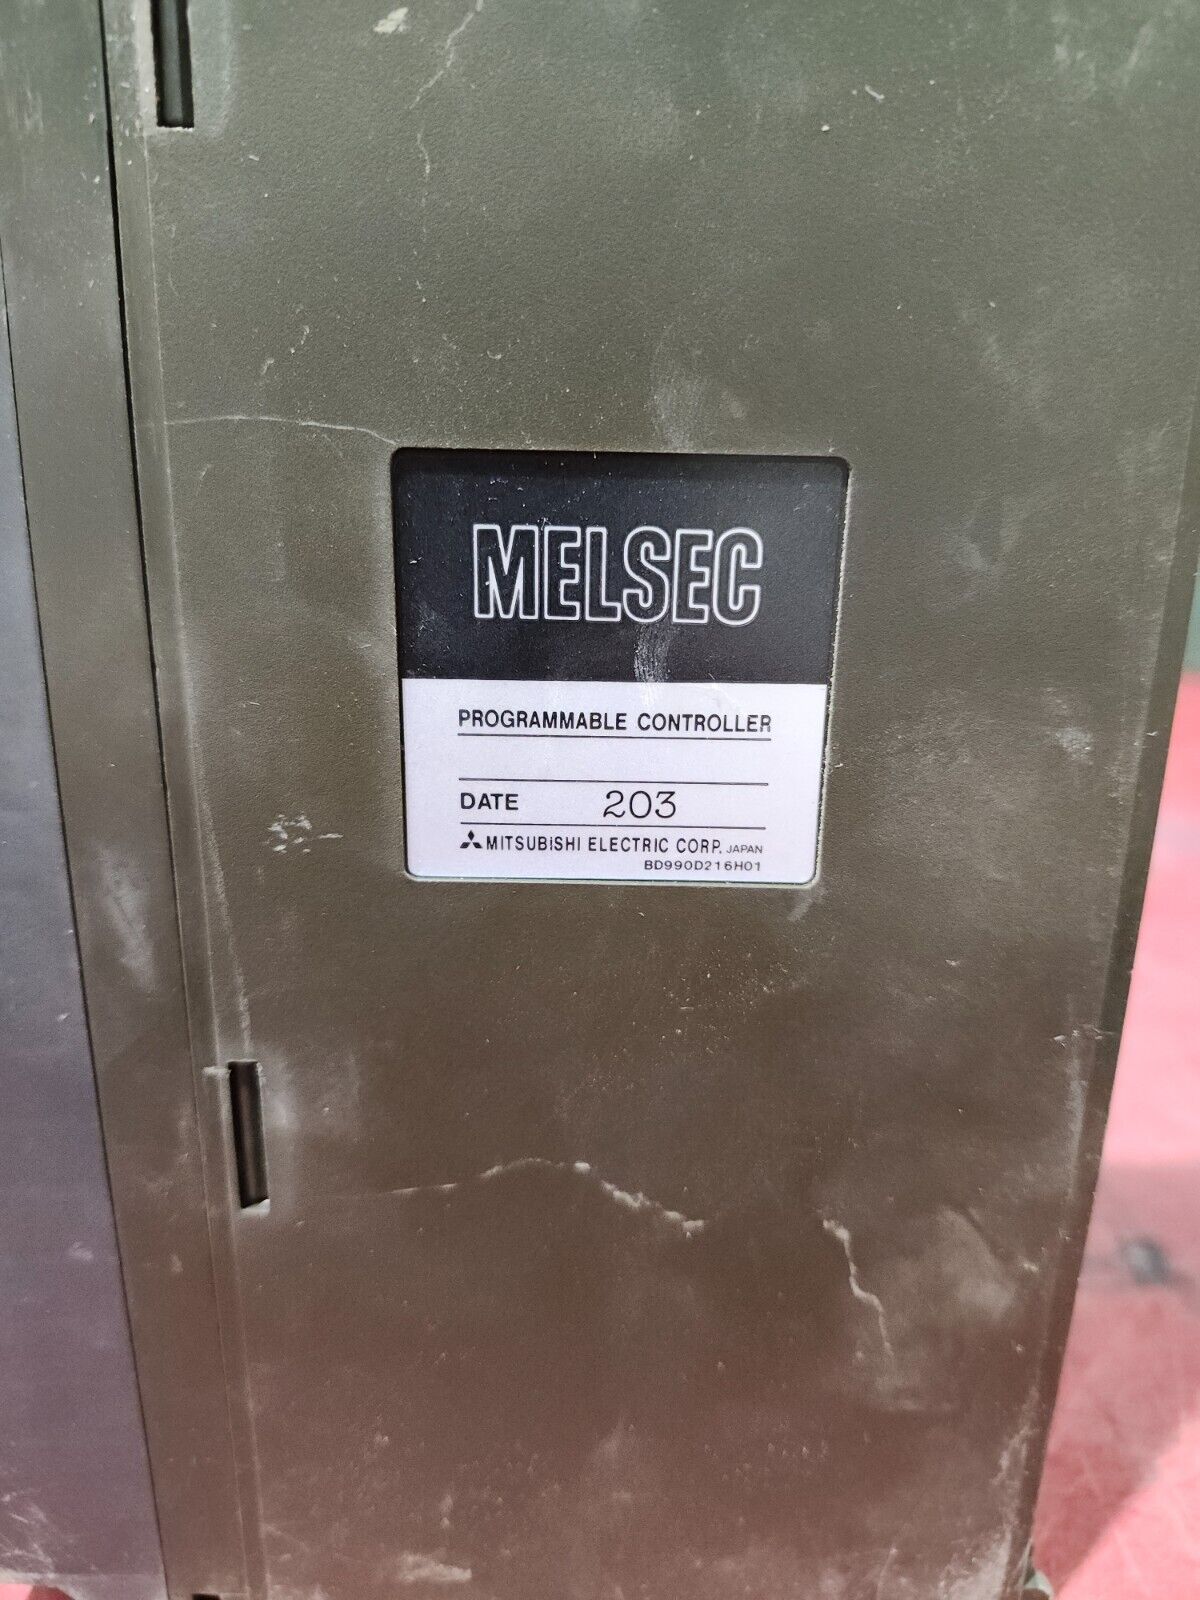 MELSEC
PROGRAMMABLE CONTROLLER
DATE 203
MITSUBISHI ELECTRIC CORP. JAPAN
BD990D216H01